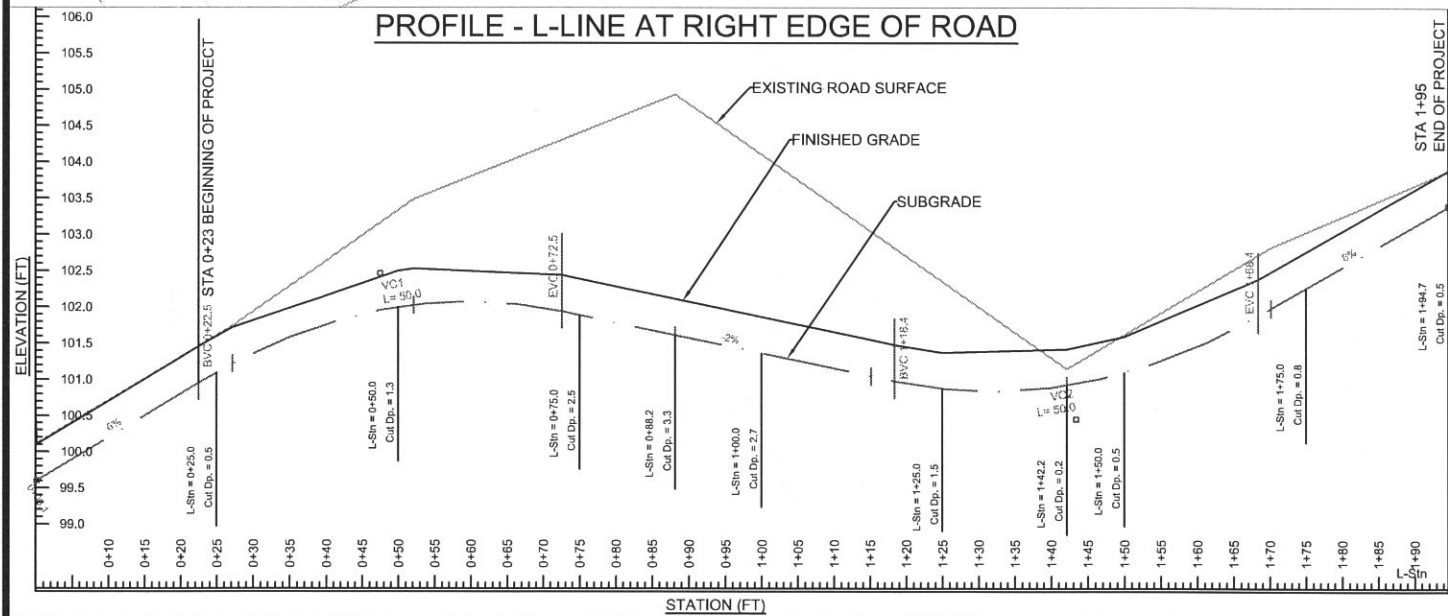 PROFILE - L-LINE AT RIGHT EDGE OF ROAD
ELEVATION (FT)
106.0
105.5
105.0
104.5
104.0
103.5
103.0
102.5
102.0
101.5
101.0
100.5
100.0
99.5
99.0
BVC 0+22.5
STA 0+23 BEGINNING OF PROJECT
EXISTING ROAD SURFACE
FINISHED GRADE
SUBGRADE
STA 1+95
END OF PROJECT
VC1
L= 50.0
EVC 0+72.5
-2%
BVC 1+18.4
VC2
L= 50.0
EVC 1+68.4
6%
6%
L-Stn = 0+25.0
Cut Dp. = 0.5
L-Stn = 0+50.0
Cut Dp. = 1.3
L-Stn = 0+75.0
Cut Dp. = 2.5
L-Stn = 0+88.2
Cut Dp. = 3.3
L-Stn = 1+00.0
Cut Dp. = 2.7
L-Stn = 1+25.0
Cut Dp. = 1.5
L-Stn = 1+42.2
Cut Dp. = 0.2
L-Stn = 1+50.0
Cut Dp. = 0.5
L-Stn = 1+75.0
Cut Dp. = 0.8
L-Stn = 1+94.7
Cut Dp. = 0.5
0+10 0+15 0+20 0+25 0+30 0+35 0+40 0+45 0+50 0+55 0+60 0+65 0+70 0+75 0+80 0+85 0+90 0+95 1+00 1+05 1+10 1+15 1+20 1+25 1+30 1+35 1+40 1+45 1+50 1+55 1+60 1+65 1+70 1+75 1+80 1+85 1+90
L-Stn
STATION (FT)